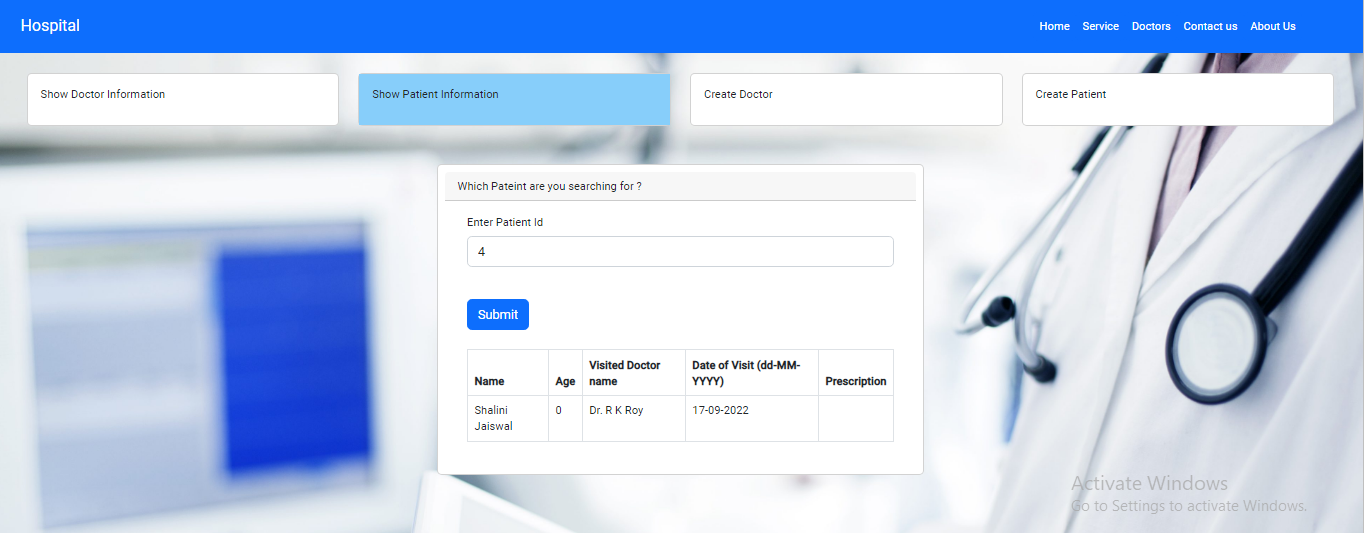 Hospital
Home Service Doctors Contact us About Us
Show Doctor Information
Show Patient Information
Create Doctor
Create Patient
Which Pateint are you searching for ?
Enter Patient Id
4
Submit
Name Age Visited Doctor name Date of Visit (dd-MM-YYYY) Prescription
Shalini Jaiswal 0 Dr. R K Roy 17-09-2022
Activate Windows
Go to Settings to activate Windows.